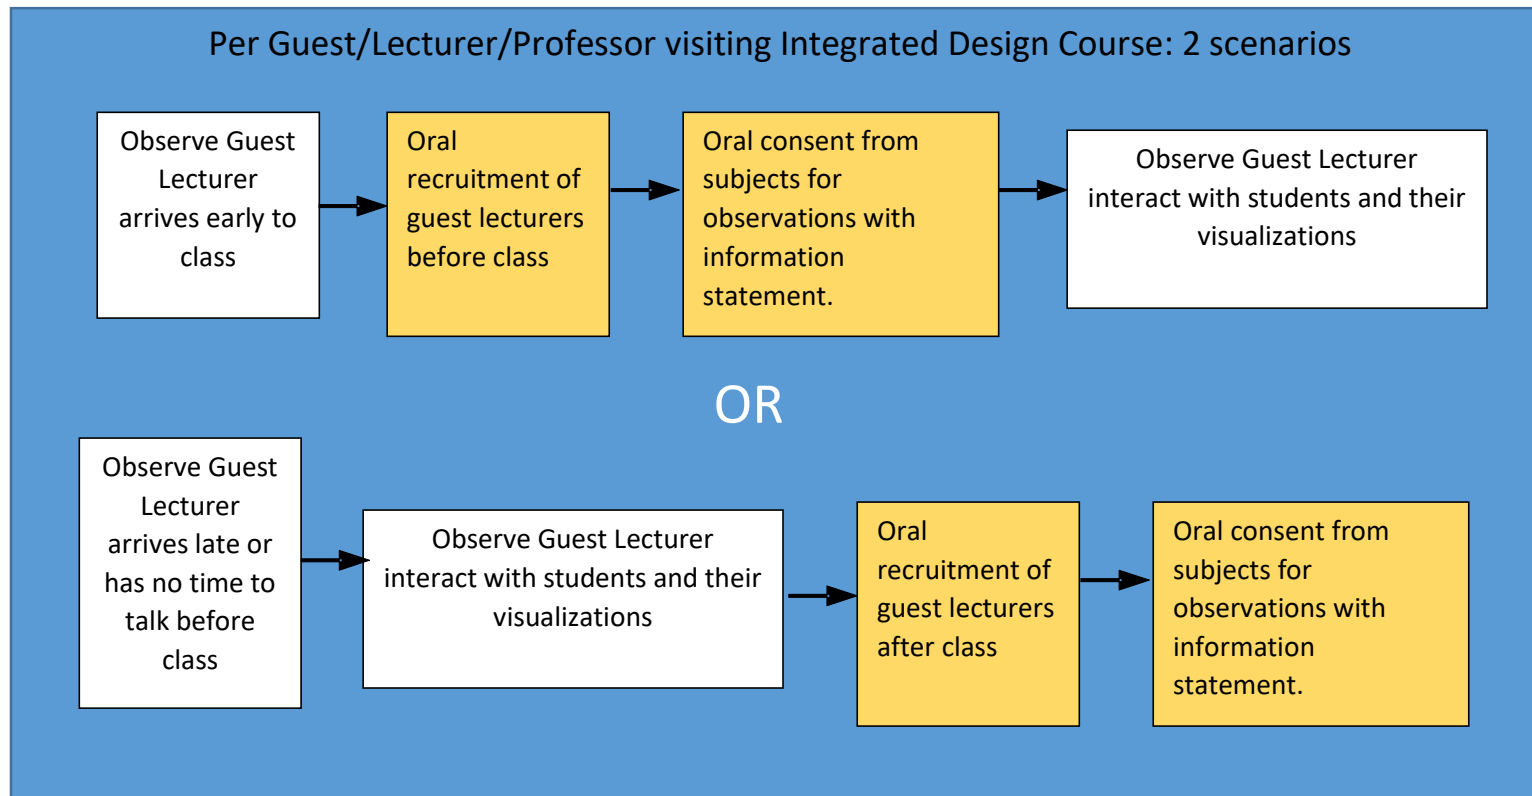 Per Guest/Lecturer/Professor visiting Integrated Design Course: 2 scenarios
Observe Guest
Lecturer
arrives early to
class
Oral
recruitment of
guest lecturers
before class
Oral consent from
subjects for
observations with
information
statement.
Observe Guest Lecturer
interact with students and their
visualizations
OR
Observe Guest
Lecturer
arrives late or
has no time to
talk before
class
Observe Guest Lecturer
interact with students and their
visualizations
Oral
recruitment of
guest lecturers
after class
Oral consent from
subjects for
observations with
information
statement.